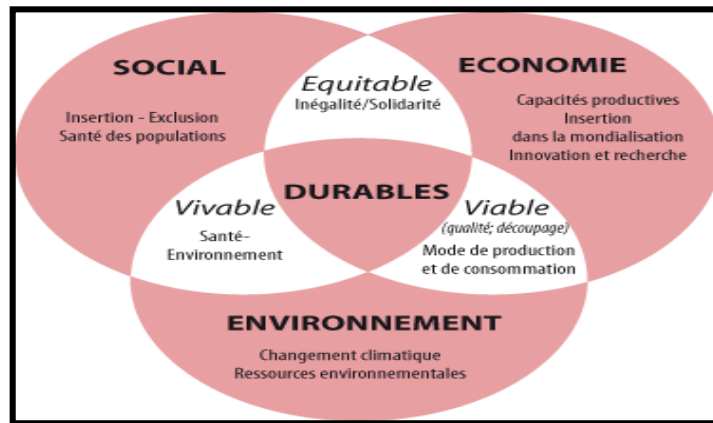 SOCIAL
Insertion - Exclusion
Santé des populations
Equitable
Inégalité/Solidarité
ECONOMIE
Capacités productives
Insertion
dans la mondialisation
Innovation et recherche
DURABLES
Vivable
Santé-
Environnement
Viable
(qualité; découpage)
Mode de production
et de consommation
ENVIRONNEMENT
Changement climatique
Ressources environnementales